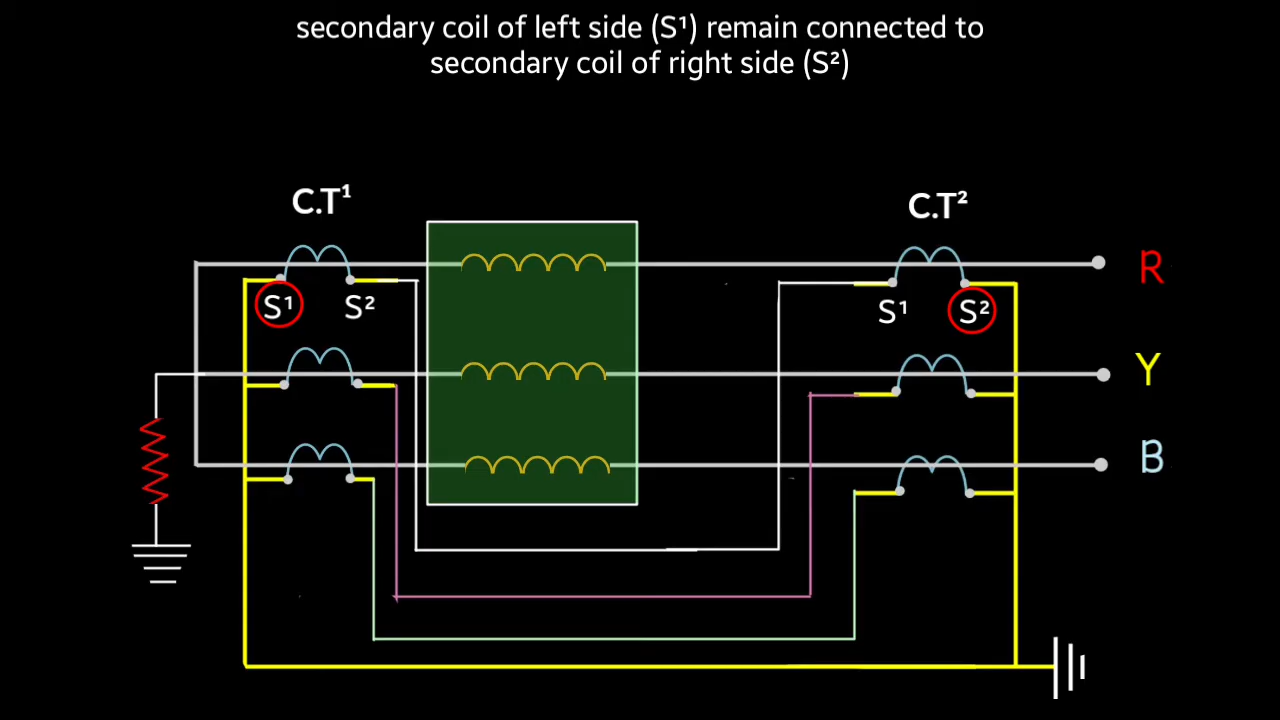 secondary coil of left side (S¹) remain connected to
secondary coil of right side (S²)
C.T¹
C.T²
R
S¹ S²
S¹ S²
Y
B